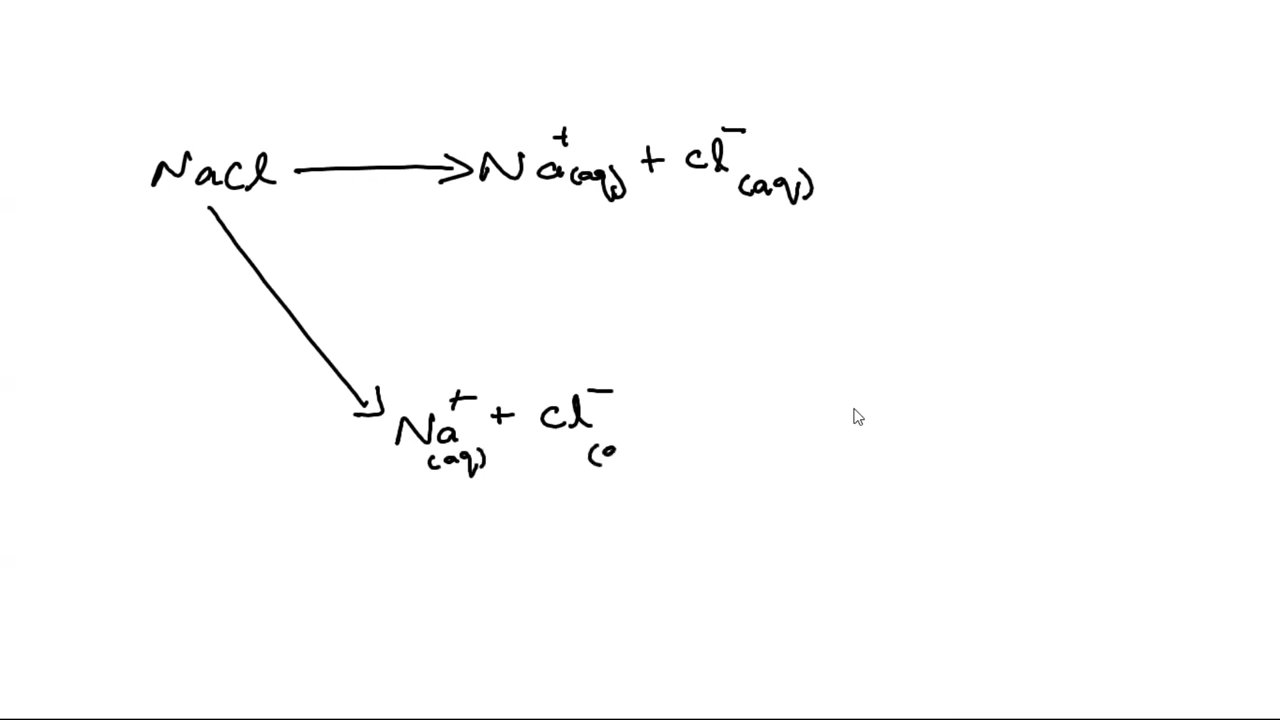 NaCl ⟶ Na⁺(aq) + Cl⁻(aq)
Na⁺(aq) + Cl⁻(a